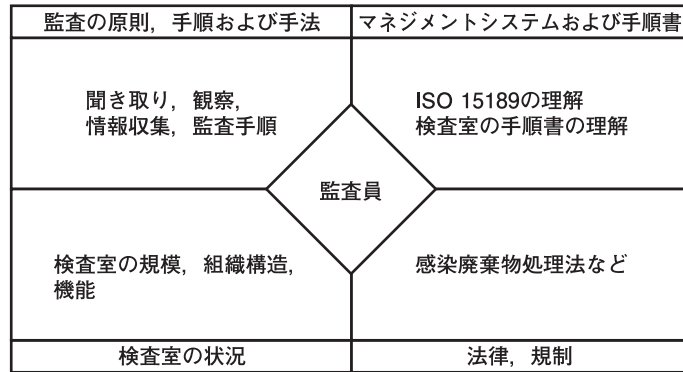 監査の原則，手順および手法
マネジメントシステムおよび手順書
聞き取り，観察，
情報収集，監査手順
ISO 15189の理解
検査室の手順書の理解
監査員
検査室の規模，組織構造，
機能
感染廃棄物処理法など
検査室の状況
法律，規制